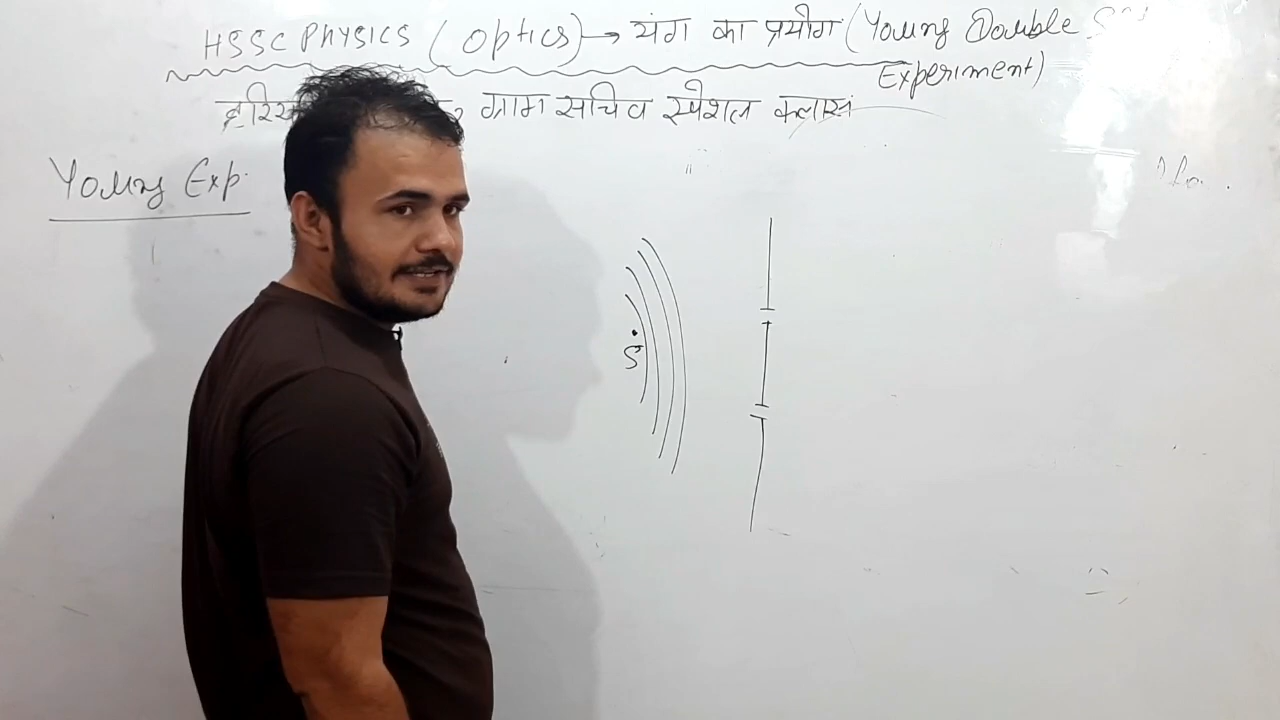 HSSC PHYSICS (Optics) → यंग का प्रयोग (Young Double
Experiment)
ग्राम सचिव स्पेशल क्लास
Young Exp.
S